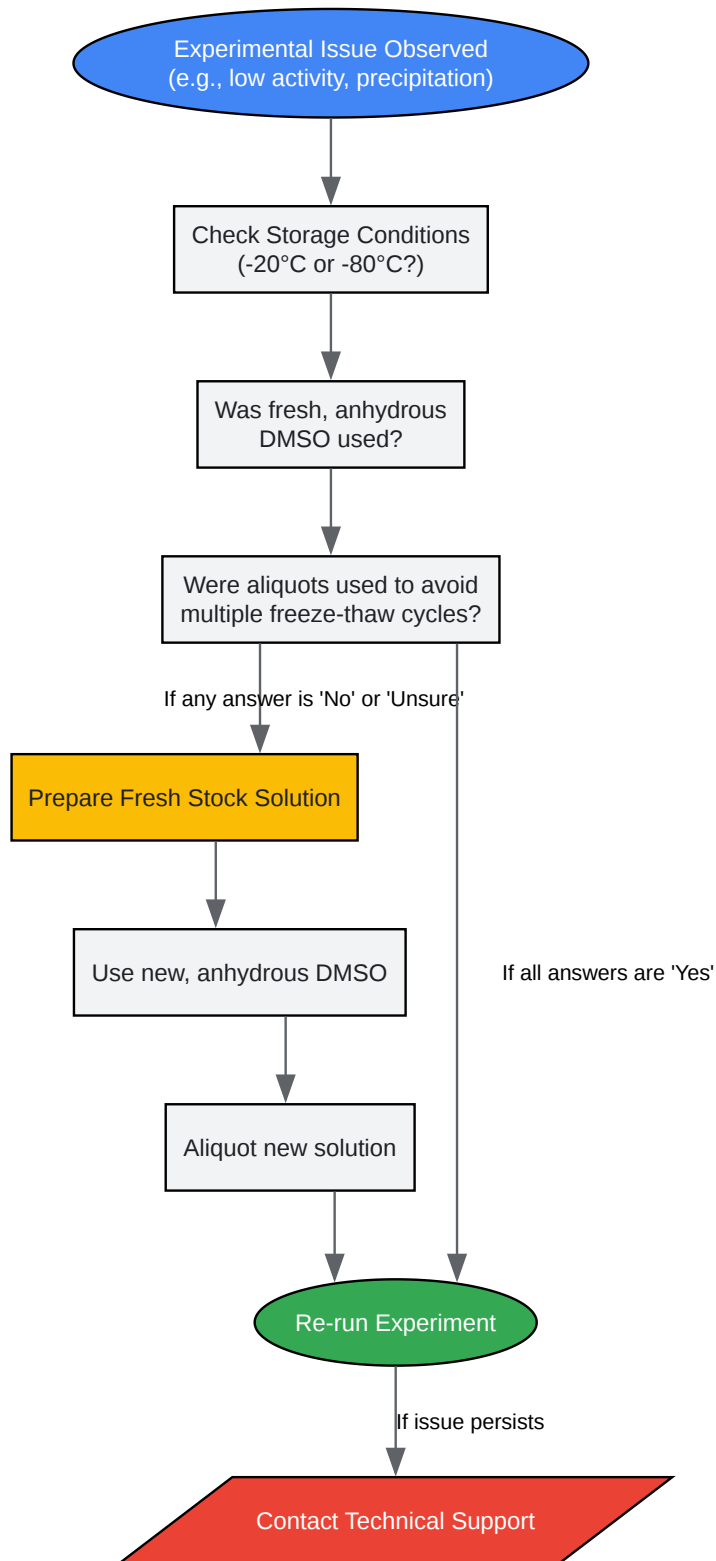 Experimental Issue Observed
(e.g., low activity, precipitation)
Check Storage Conditions
(-20°C or -80°C?)
Was fresh, anhydrous
DMSO used?
Were aliquots used to avoid
multiple freeze-thaw cycles?
If any answer is 'No' or 'Unsure'
Prepare Fresh Stock Solution
Use new, anhydrous DMSO
If all answers are 'Yes'
Aliquot new solution
Re-run Experiment
If issue persists
Contact Technical Support